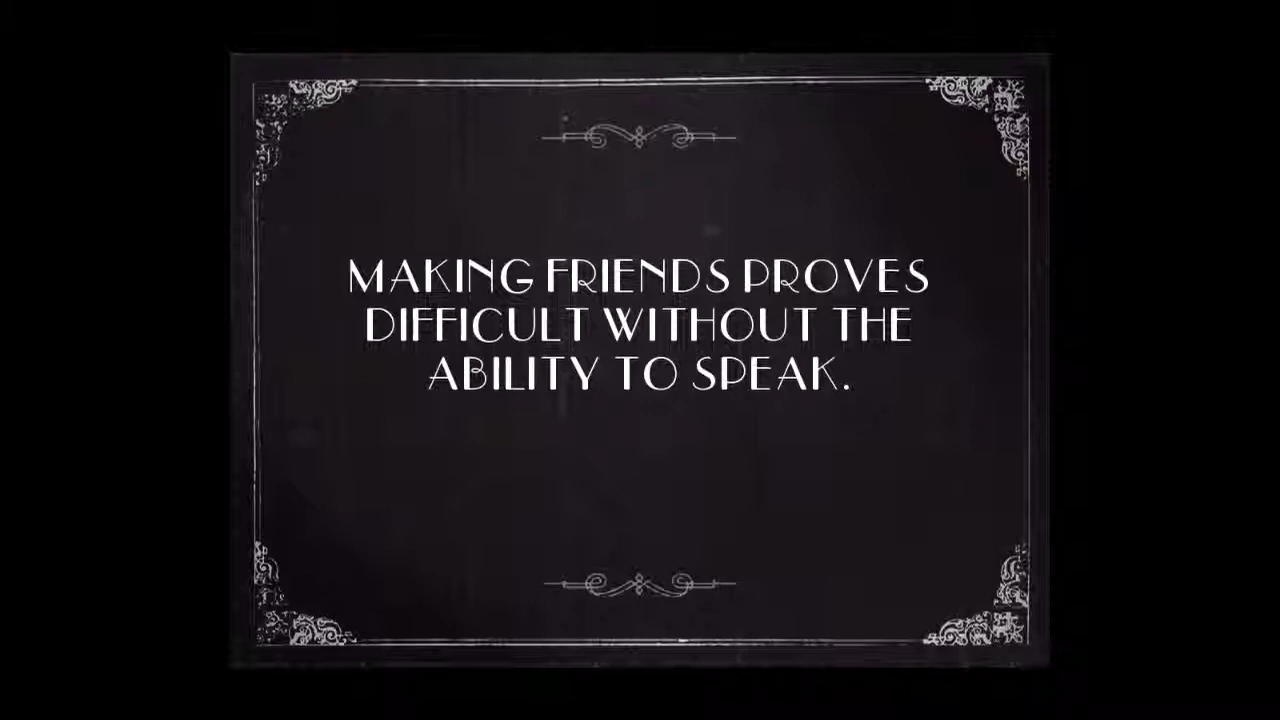 MAKING FRIENDS PROVES
DIFFICULT WITHOUT THE
ABILITY TO SPEAK.